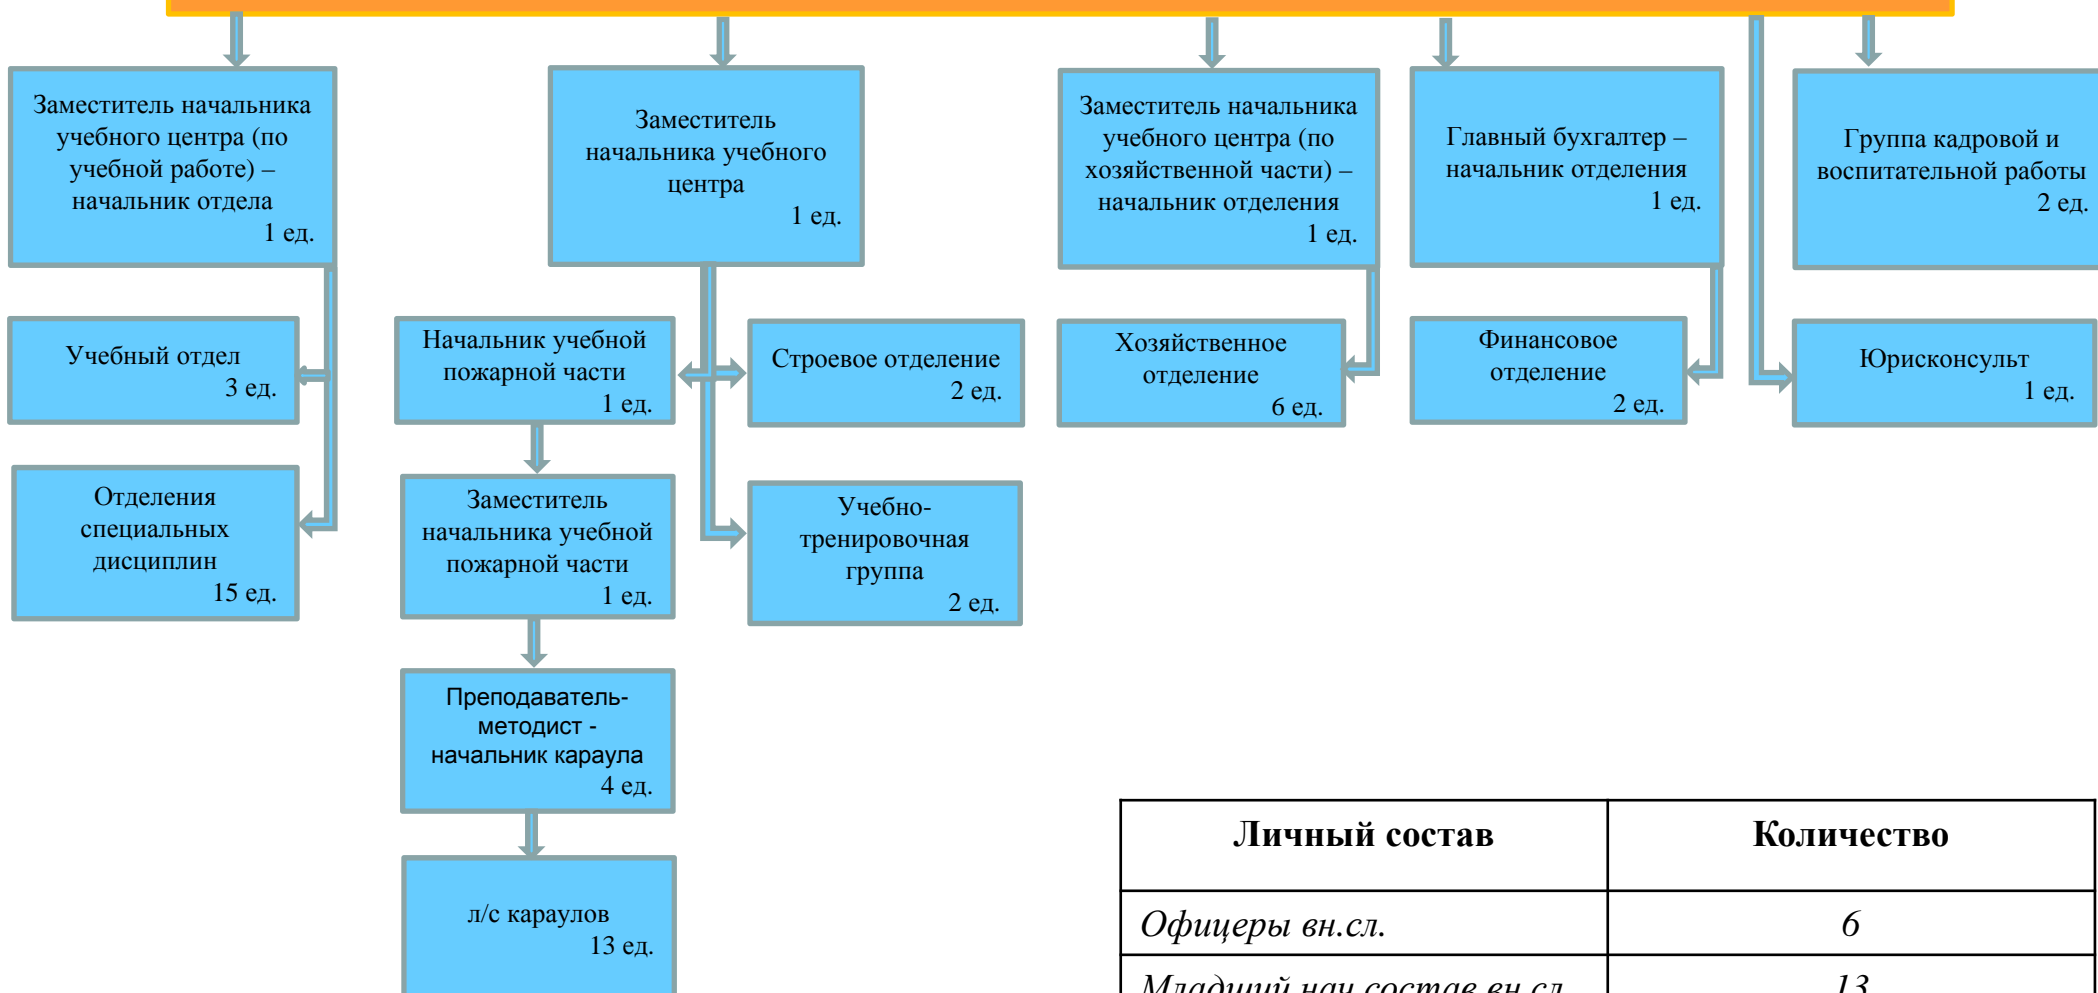 Заместитель начальника
учебного центра (по
учебной работе) –
начальник отдела
1 ед.
Заместитель
начальника учебного
центра
1 ед.
Заместитель начальника
учебного центра (по
хозяйственной части) –
начальник отделения
1 ед.
Главный бухгалтер –
начальник отделения
1 ед.
Группа кадровой и
воспитательной работы
2 ед.
Учебный отдел
3 ед.
Начальник учебной
пожарной части
1 ед.
Строевое отделение
2 ед.
Хозяйственное
отделение
6 ед.
Финансовое
отделение
2 ед.
Юрисконсульт
1 ед.
Отделения
специальных
дисциплин
15 ед.
Заместитель
начальника учебной
пожарной части
1 ед.
Учебно-
тренировочная
группа
2 ед.
Преподаватель-
методист -
начальник караула
4 ед.
л/с караулов
13 ед.
Личный состав Количество
Офицеры вн.сл. 6
Младший нач.состав вн.сл. 13